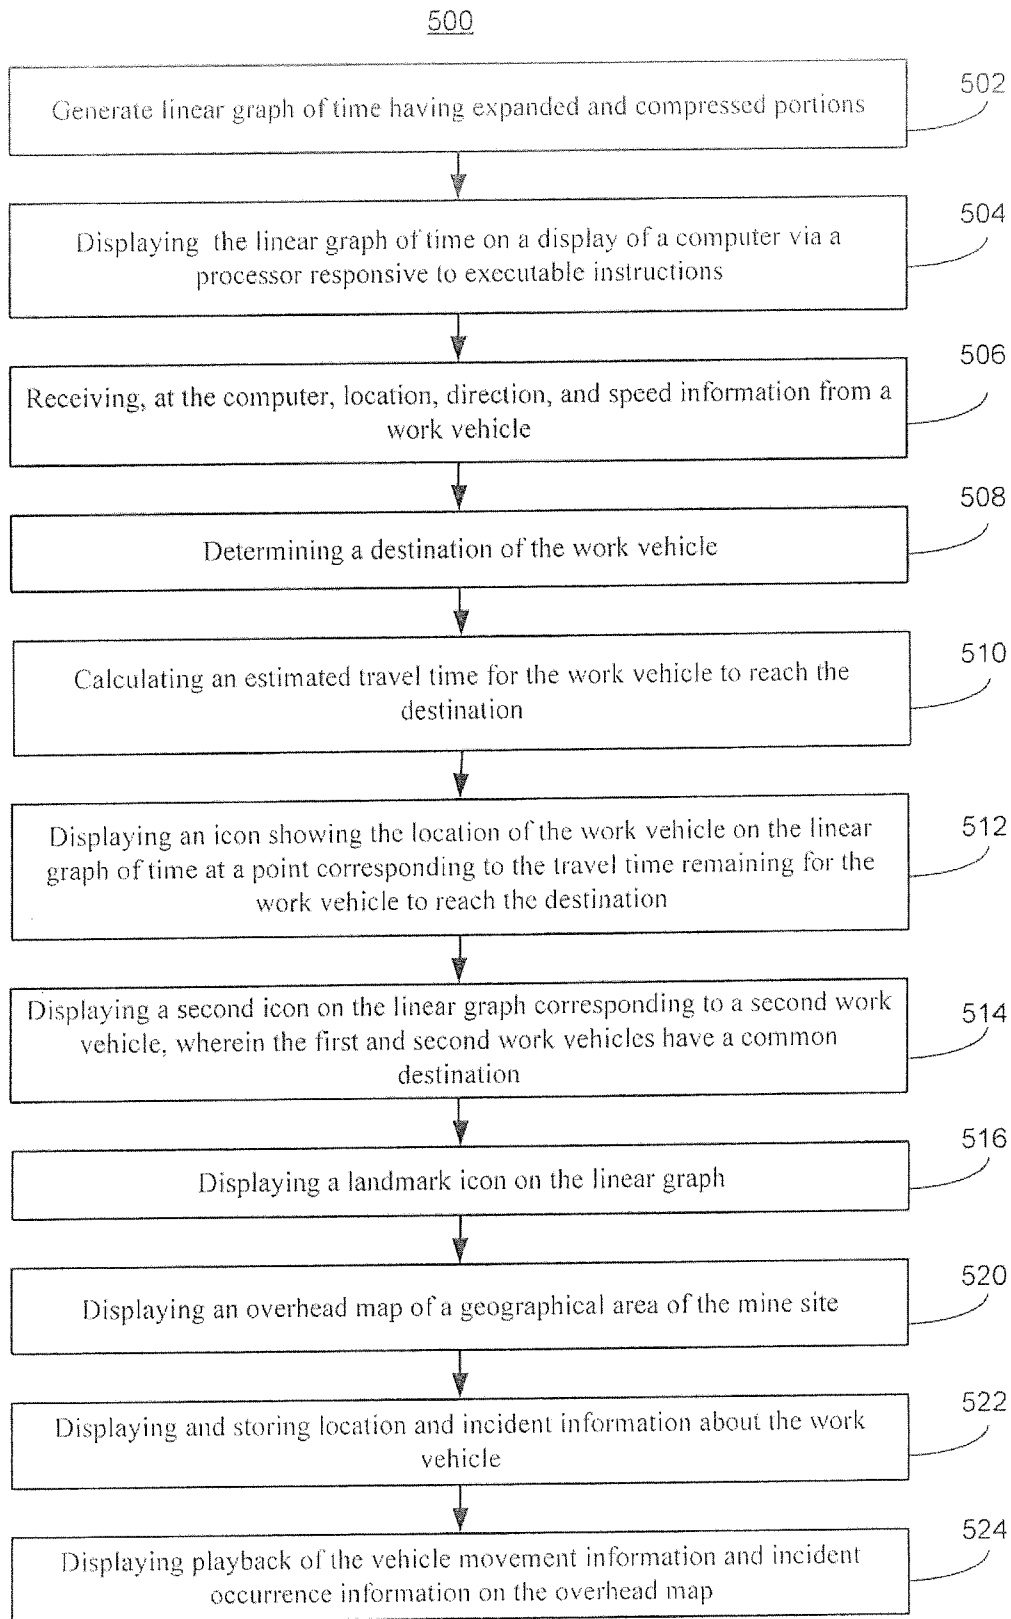 500
Generate linear graph of time having expanded and compressed portions
502
Displaying the linear graph of time on a display of a computer via a
processor responsive to executable instructions
504
Receiving, at the computer, location, direction, and speed information from a
work vehicle
506
Determining a destination of the work vehicle
508
Calculating an estimated travel time for the work vehicle to reach the
destination
510
Displaying an icon showing the location of the work vehicle on the linear
graph of time at a point corresponding to the travel time remaining for the
work vehicle to reach the destination
512
Displaying a second icon on the linear graph corresponding to a second work
vehicle, wherein the first and second work vehicles have a common
destination
514
Displaying a landmark icon on the linear graph
516
Displaying an overhead map of a geographical area of the mine site
520
Displaying and storing location and incident information about the work
vehicle
522
Displaying playback of the vehicle movement information and incident
occurrence information on the overhead map
524